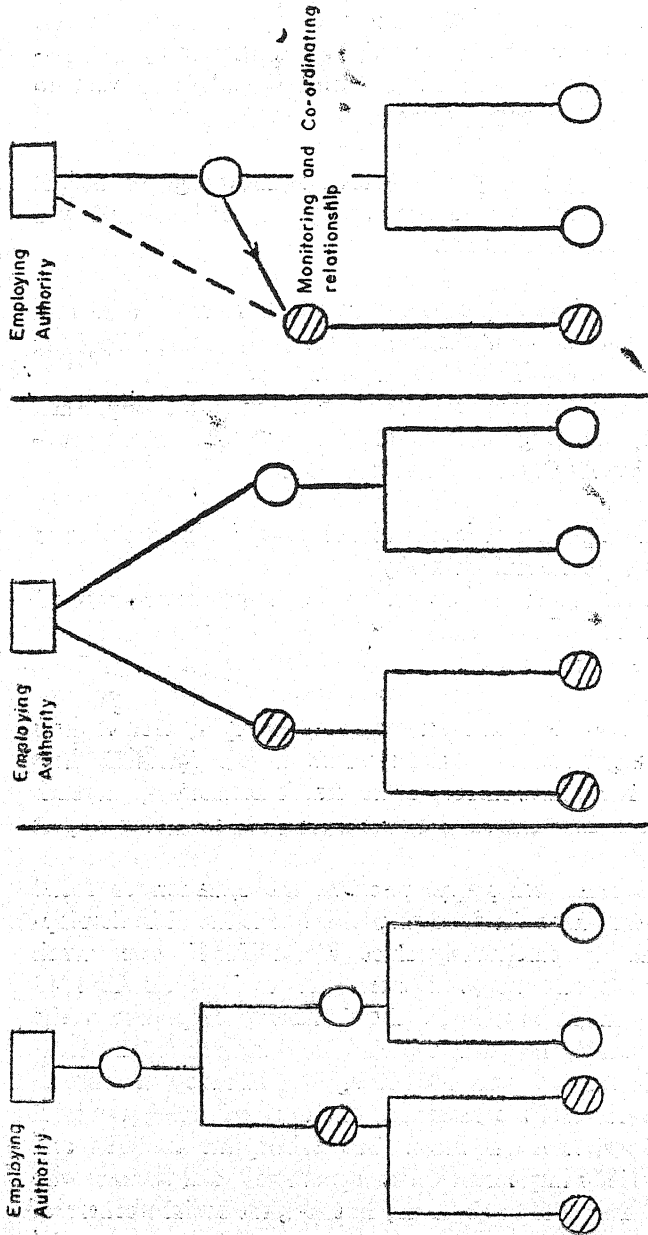 Employing
Authority
Employing
Authority
Employing
Authority
Monitoring and Co-ordinating
relationship